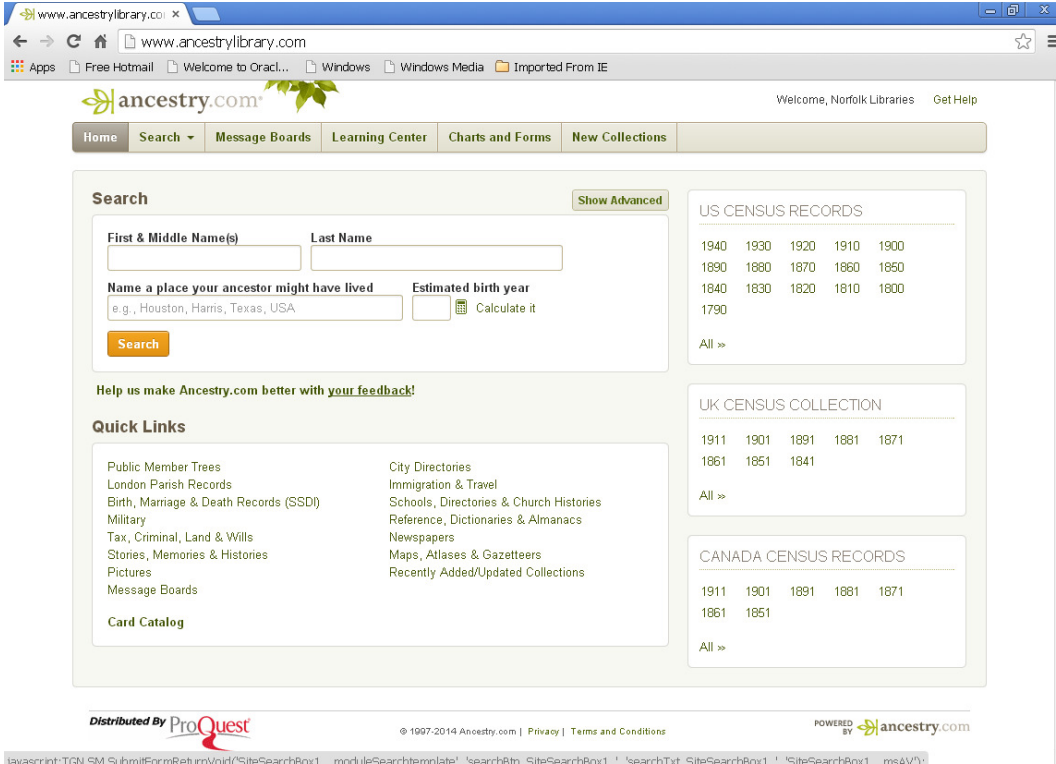 www.ancestrylibrary.co
www.ancestrylibrary.com
Apps Free Hotmail Welcome to Oracl... Windows Windows Media Imported From IE
ancestry.com
Welcome, Norfolk Libraries Get Help
Home Search Message Boards Learning Center Charts and Forms New Collections
Search
Show Advanced
First & Middle Name(s) Last Name
Name a place your ancestor might have lived Estimated birth year
e.g., Houston, Harris, Texas, USA Calculate it
Search
Help us make Ancestry.com better with your feedback!
Quick Links
Public Member Trees
London Parish Records
Birth, Marriage & Death Records (SSDI)
Military
Tax, Criminal, Land & Wills
Stories, Memories & Histories
Pictures
Message Boards
Card Catalog
City Directories
Immigration & Travel
Schools, Directories & Church Histories
Reference, Dictionaries & Almanacs
Newspapers
Maps, Atlases & Gazetteers
Recently Added/Updated Collections
US CENSUS RECORDS
1940 1930 1920 1910 1900
1890 1880 1870 1860 1850
1840 1830 1820 1810 1800
1790
All »
UK CENSUS COLLECTION
1911 1901 1891 1881 1871
1861 1851 1841
All »
CANADA CENSUS RECORDS
1911 1901 1891 1881 1871
1861 1851
All »
Distributed By ProQuest
© 1997-2014 Ancestry.com | Privacy | Terms and Conditions
POWERED BY ancestry.com
javascript:TGN.SM.SubmitFormReturnVoid('SiteSearchBox1__moduleSearchtemplate','searchBtn_SiteSearchBox1_','searchTxt_SiteSearchBox1_','SiteSearchBox1__msAV');